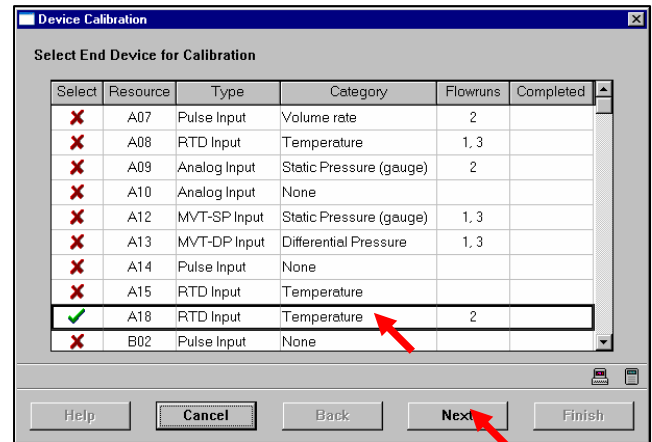 Device Calibration
Select End Device for Calibration
Select Resource Type Category Flowruns Completed
A07 Pulse Input Volume rate 2
A08 RTD Input Temperature 1, 3
A09 Analog Input Static Pressure (gauge) 2
A10 Analog Input None
A12 MVT-SP Input Static Pressure (gauge) 1, 3
A13 MVT-DP Input Differential Pressure 1, 3
A14 Pulse Input None
A15 RTD Input Temperature
A18 RTD Input Temperature 2
B02 Pulse Input None
Help Cancel Back Next Finish